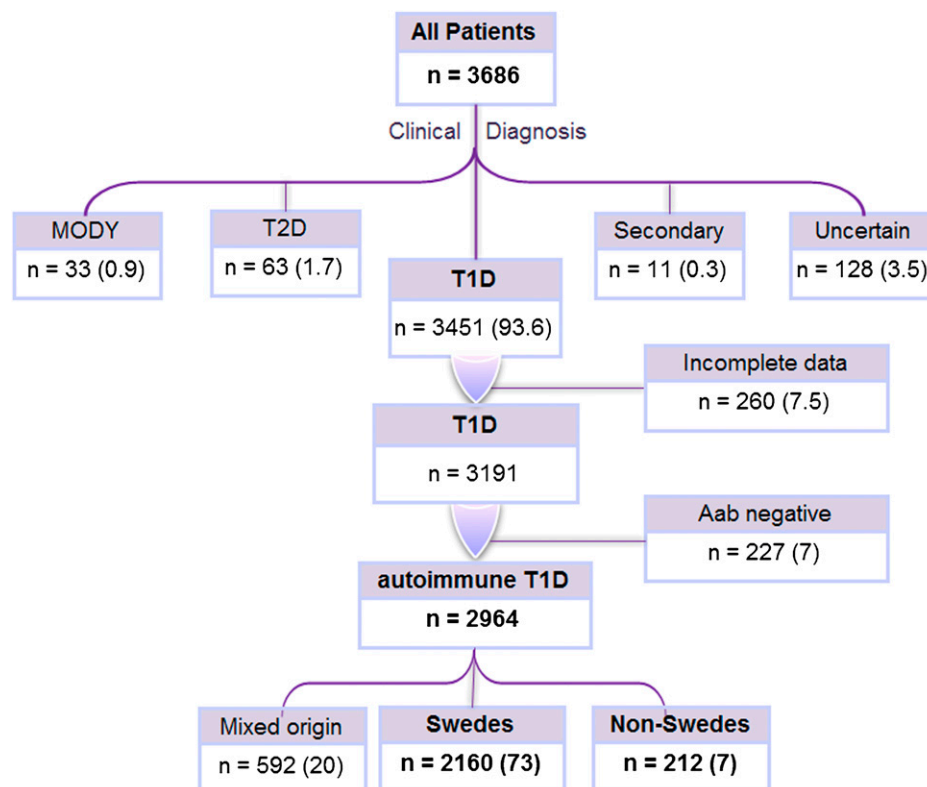 All Patients
n = 3686
Clinical Diagnosis
MODY
n = 33 (0.9)
T2D
n = 63 (1.7)
Secondary
n = 11 (0.3)
Uncertain
n = 128 (3.5)
T1D
n = 3451 (93.6)
Incomplete data
n = 260 (7.5)
T1D
n = 3191
Aab negative
n = 227 (7)
autoimmune T1D
n = 2964
Mixed origin
n = 592 (20)
Swedes
n = 2160 (73)
Non-Swedes
n = 212 (7)